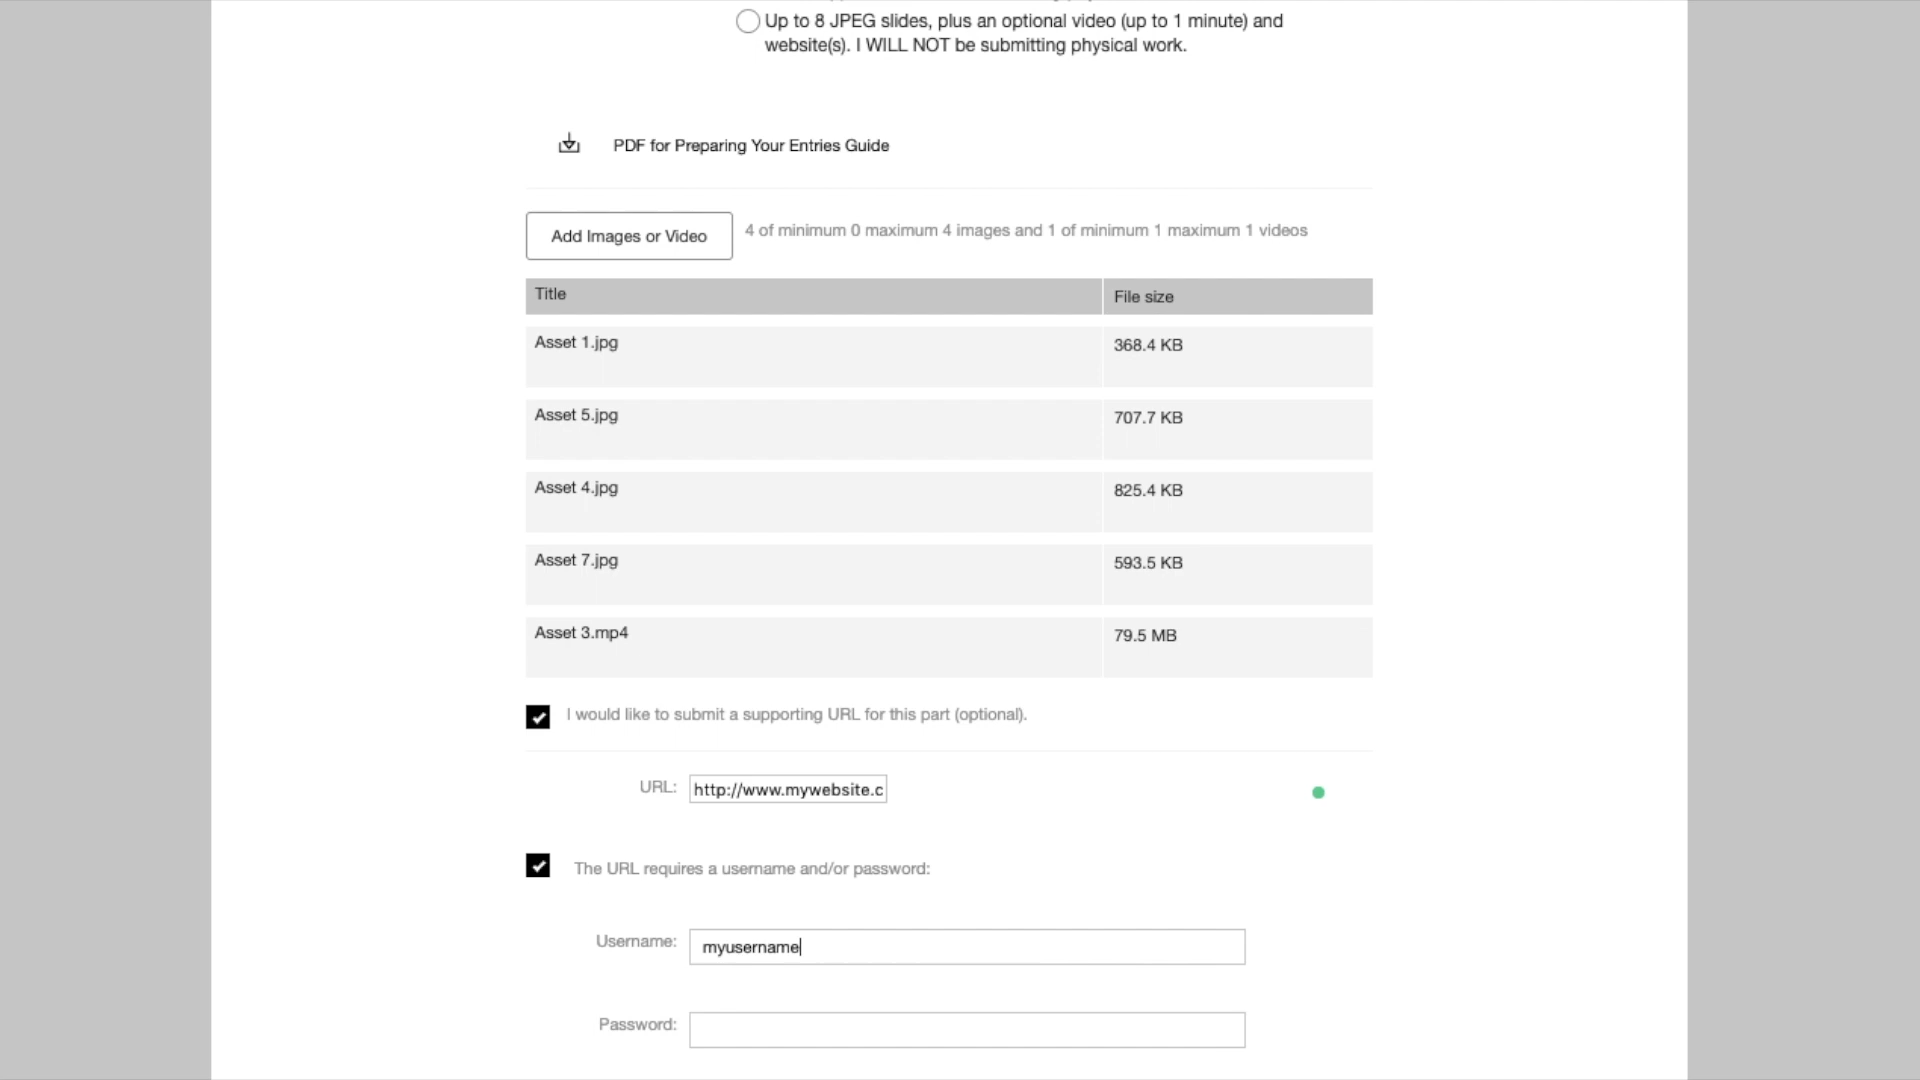 Up to 8 JPEG slides, plus an optional video (up to 1 minute) and
website(s). I WILL NOT be submitting physical work.
PDF for Preparing Your Entries Guide
Add Images or Video
4 of minimum 0 maximum 4 images and 1 of minimum 1 maximum 1 videos
Title
File size
Asset 1.jpg
368.4 KB
Asset 5.jpg
707.7 KB
Asset 4.jpg
825.4 KB
Asset 7.jpg
593.5 KB
Asset 3.mp4
79.5 MB
I would like to submit a supporting URL for this part (optional).
URL:
http://www.mywebsite.c
The URL requires a username and/or password:
Username:
myusername
Password: